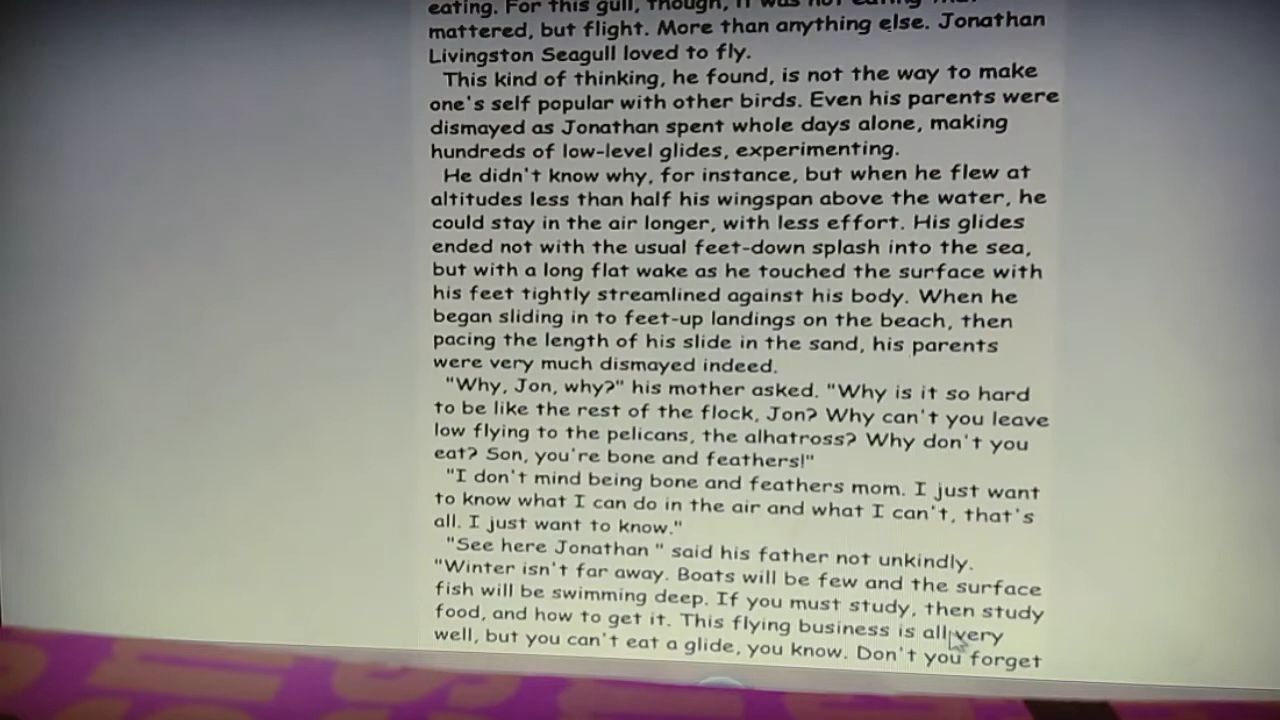 eating. For this gull, though, it was not eating that
mattered, but flight. More than anything else. Jonathan
Livingston Seagull loved to fly.
This kind of thinking, he found, is not the way to make
one's self popular with other birds. Even his parents were
dismayed as Jonathan spent whole days alone, making
hundreds of low-level glides, experimenting.
He didn't know why, for instance, but when he flew at
altitudes less than half his wingspan above the water, he
could stay in the air longer, with less effort. His glides
ended not with the usual feet-down splash into the sea,
but with a long flat wake as he touched the surface with
his feet tightly streamlined against his body. When he
began sliding in to feet-up landings on the beach, then
pacing the length of his slide in the sand, his parents
were very much dismayed indeed.
"Why, Jon, why?" his mother asked. "Why is it so hard
to be like the rest of the flock, Jon? Why can't you leave
low flying to the pelicans, the alhatross? Why don't you
eat? Son, you're bone and feathers!"
"I don't mind being bone and feathers mom. I just want
to know what I can do in the air and what I can't, that's
all. I just want to know."
"See here Jonathan " said his father not unkindly.
"Winter isn't far away. Boats will be few and the surface
fish will be swimming deep. If you must study, then study
food, and how to get it. This flying business is all very
well, but you can't eat a glide, you know. Don't you forget